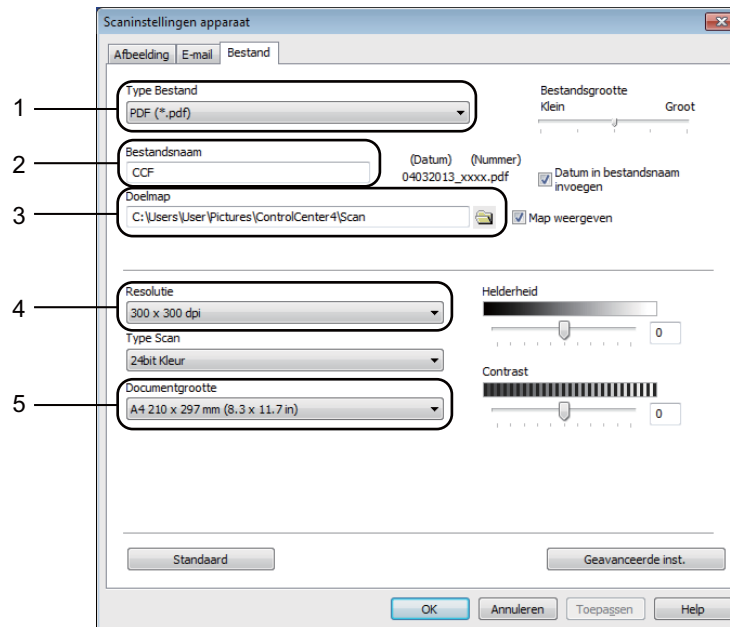 Scaninstellingen apparaat
Afbeelding E-mail Bestand
1
Type Bestand
PDF (*.pdf)
Bestandsgrootte
Klein Groot
2
Bestandsnaam
CCF
(Datum) (Nummer)
04032013_xxxx.pdf
Datum in bestandsnaam
invoegen
3
Doelmap
C:\Users\User\Pictures\ControlCenter4\Scan
Map weergeven
4
Resolutie
300 x 300 dpi
Helderheid
0
Type Scan
24bit Kleur
Contrast
0
5
Documentgrootte
A4 210 x 297 mm (8.3 x 11.7 in)
Standaard
Geavanceerde inst.
OK Annuleren Toepassen Help